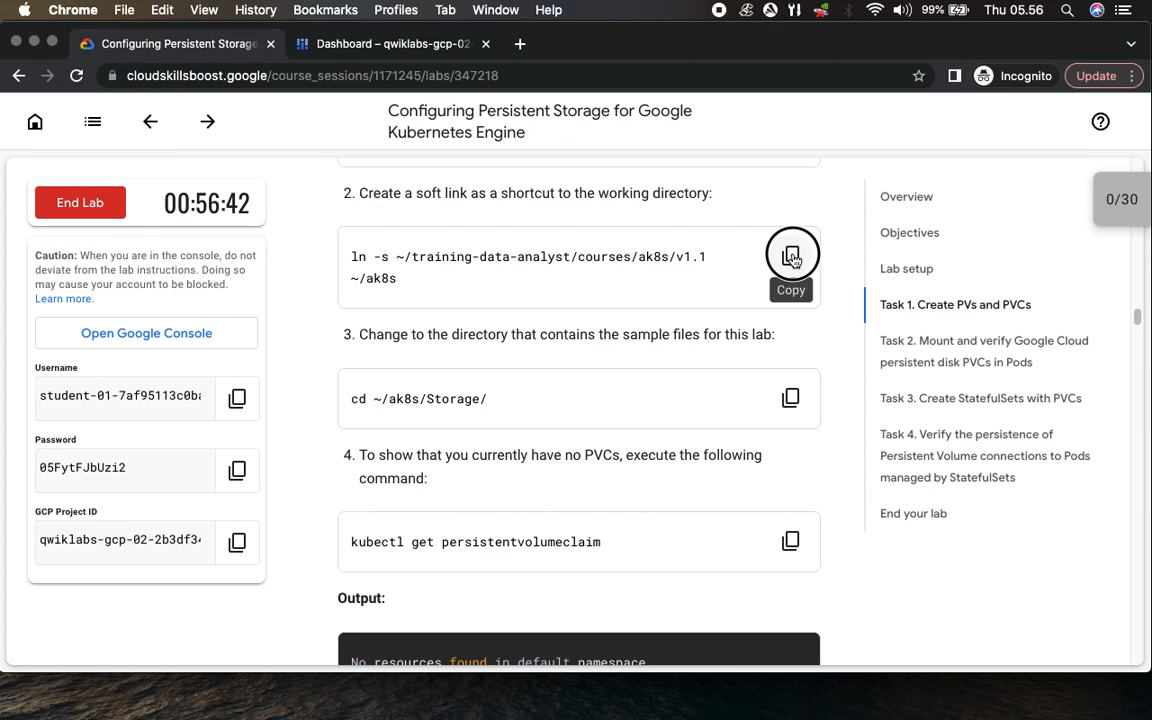 Chrome File Edit View History Bookmarks Profiles Tab Window Help 99% Thu 05.56
Configuring Persistent Storage
Dashboard – qwiklabs-gcp-02-
cloudskillsboost.google/course_sessions/1171245/labs/347218
Incognito
Update
Configuring Persistent Storage for Google
Kubernetes Engine
End Lab
00:56:42
Caution: When you are in the console, do not
deviate from the lab instructions. Doing so
may cause your account to be blocked.
Learn more.
Open Google Console
Username
student-01-7af95113c0b
Password
05FytFJbUzi2
GCP Project ID
qwiklabs-gcp-02-2b3df3
2. Create a soft link as a shortcut to the working directory:
ln -s ~/training-data-analyst/courses/ak8s/v1.1
~/ak8s
Copy
3. Change to the directory that contains the sample files for this lab:
cd ~/ak8s/Storage/
4. To show that you currently have no PVCs, execute the following
command:
kubectl get persistentvolumeclaim
Output:
No resources found in default namespace
0/30
Overview
Objectives
Lab setup
Task 1. Create PVs and PVCs
Task 2. Mount and verify Google Cloud
persistent disk PVCs in Pods
Task 3. Create StatefulSets with PVCs
Task 4. Verify the persistence of
Persistent Volume connections to Pods
managed by StatefulSets
End your lab